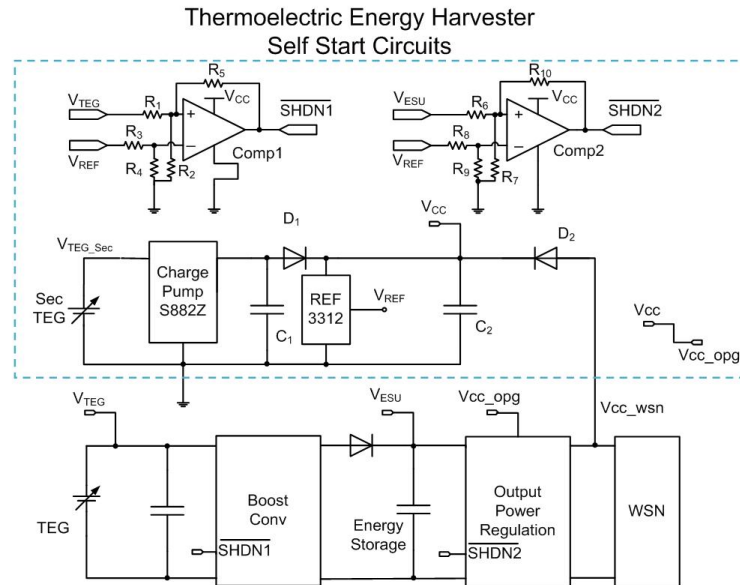 Thermoelectric Energy Harvester
Self Start Circuits
R5
VCC
VTEG
R1
+
SHDN1
VREF
R3
−
Comp1
R4
R2
R10
VCC
VESU
R6
+
SHDN2
VREF
R8
−
Comp2
R9
R7
VTEG_Sec
Sec
TEG
Charge
Pump
S882Z
D1
C1
REF
3312
VREF
VCC
C2
D2
Vcc
Vcc_opg
VTEG
VESU
Vcc_opg
Vcc_wsn
TEG
Boost
Conv
SHDN1
Energy
Storage
Output
Power
Regulation
SHDN2
WSN